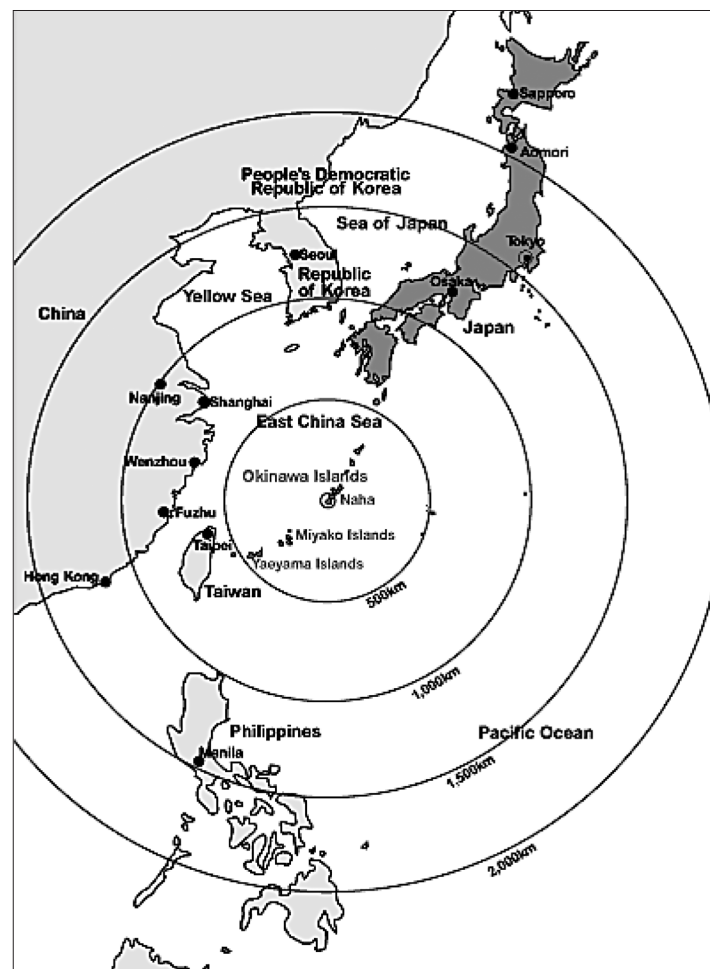 Sapporo
Aomori
People's Democratic
Republic of Korea
Sea of Japan
Tokyo
Seoul
Republic
of Korea
Osaka
Yellow Sea
China
Japan
Nanjing
Shanghai
East China Sea
Wenzhou
Okinawa Islands
Naha
Fuzhu
Miyako Islands
Taipei
Yaeyama Islands
Hong Kong
Taiwan
500km
1,000km
Philippines
Pacific Ocean
Manila
1,500km
2,000km